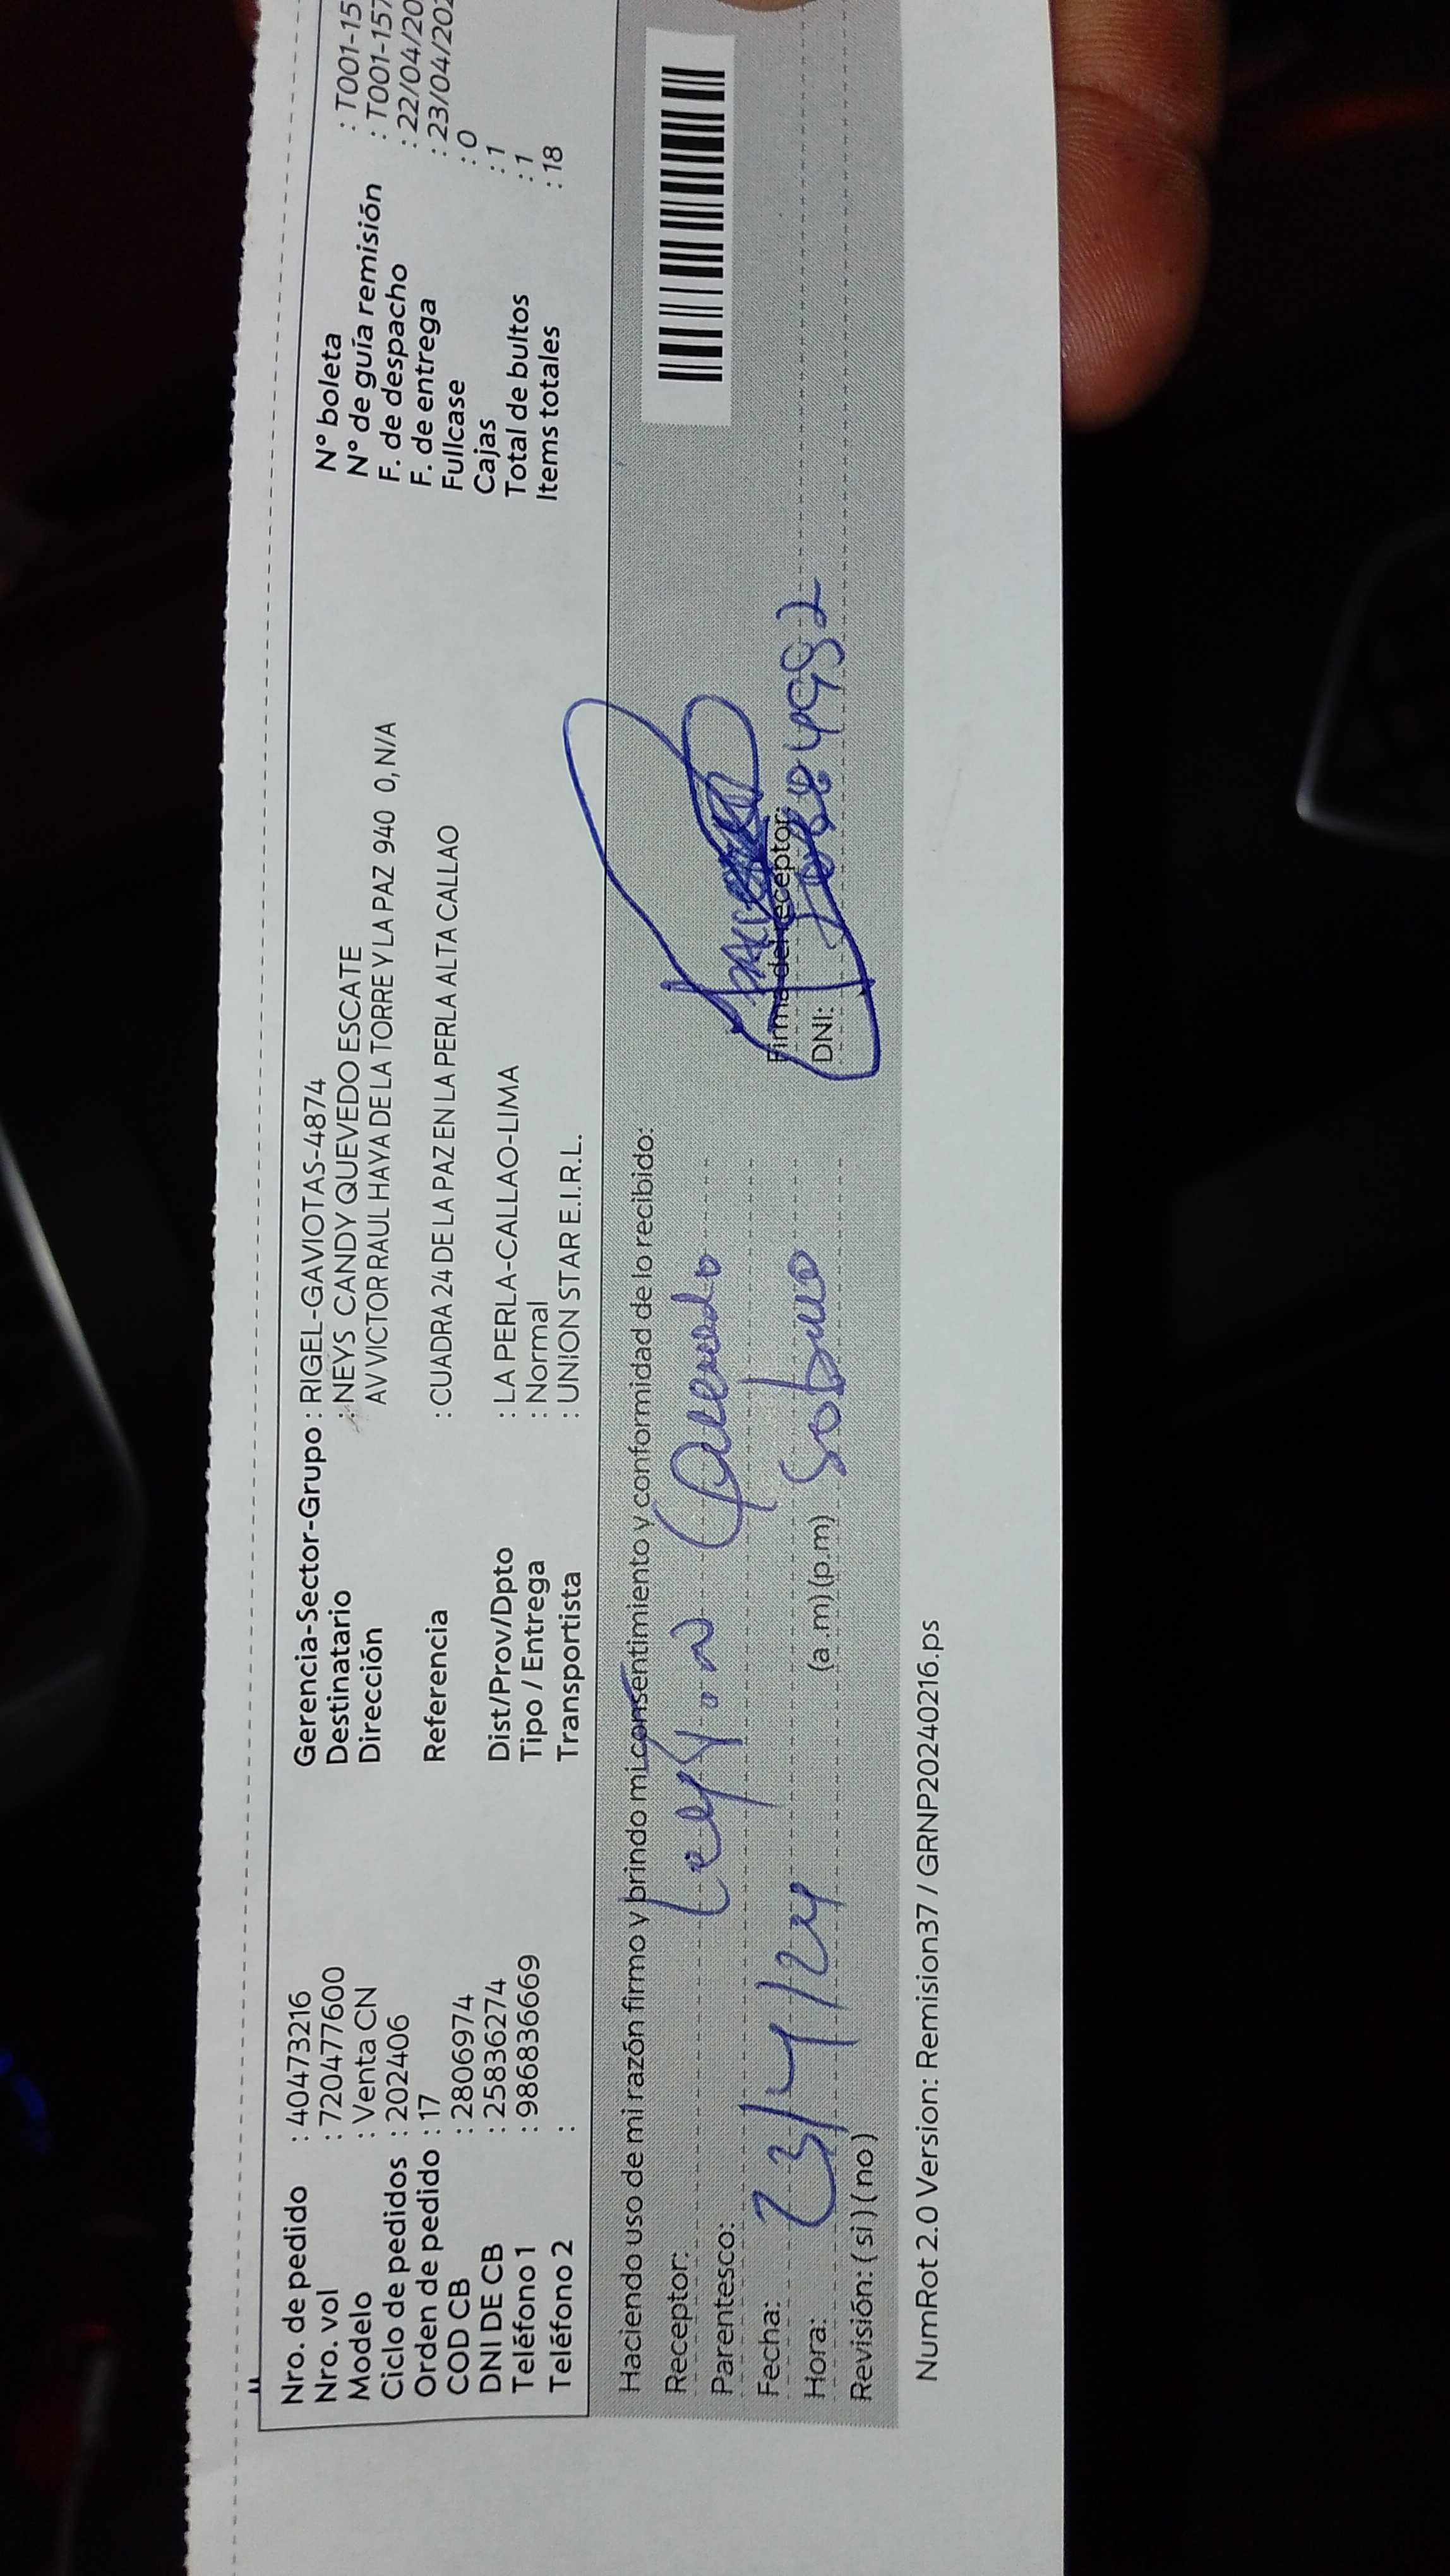 Nro. de pedido : 40473216
Nro. vol : 720477600
Modelo : Venta CN
Ciclo de pedidos : 202406
Orden de pedido : 17
COD CB : 2806974
DNI DE CB : 25836274
Teléfono 1 : 986836669
Teléfono 2 :
Gerencia-Sector-Grupo : RIGEL-GAVIOTAS-4874
Destinatario : NEYS CANDY QUEVEDO ESCATE
Dirección AV VICTOR RAUL HAYA DE LA TORRE Y LA PAZ 940 0, N/A
Referencia : CUADRA 24 DE LA PAZ EN LA PERLA ALTA CALLAO
Dist/Prov/Dpto : LA PERLA-CALLAO-LIMA
Tipo / Entrega : Normal
Transportista : UNION STAR E.I.R.L.
N° boleta : T001-15
N° de guía remisión : T001-157
F. de despacho : 22/04/20
F. de entrega : 23/04/202
Fullcase : 0
Cajas : 1
Total de bultos : 1
Items totales : 18
Haciendo uso de mi razón firmo y brindo mi consentimiento y conformidad de lo recibido:
Receptor:
Parentesco:
Fecha: 23/4/24
Hora: (a.m) (p.m) Sobrino
Revisión: ( si ) ( no )
Firma del receptor:
DNI:
NumRot 2.0 Version: Remision37 / GRNP20240216.ps